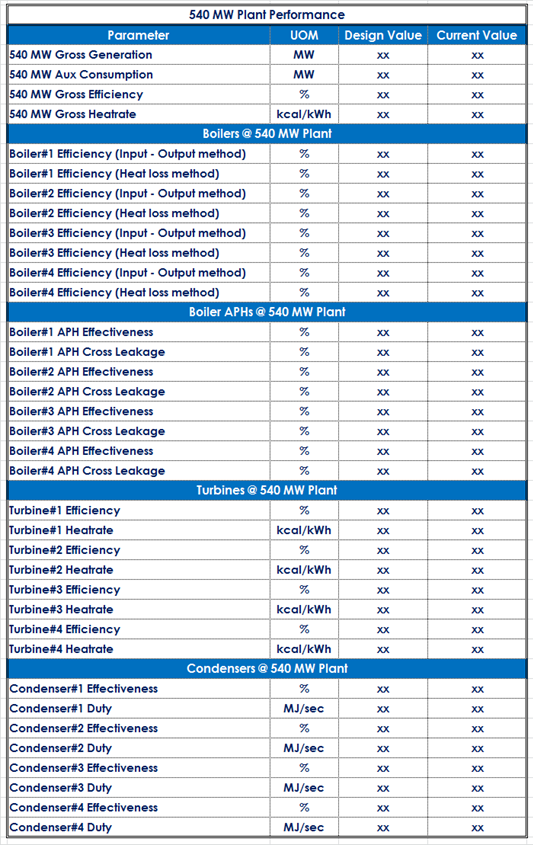 540 MW Plant Performance
Parameter UOM Design Value Current Value
540 MW Gross Generation MW xx xx
540 MW Aux Consumption MW xx xx
540 MW Gross Efficiency % xx xx
540 MW Gross Heatrate kcal/kWh xx xx
Boilers @ 540 MW Plant
Boiler#1 Efficiency (Input - Output method) % xx xx
Boiler#1 Efficiency (Heat loss method) % xx xx
Boiler#2 Efficiency (Input - Output method) % xx xx
Boiler#2 Efficiency (Heat loss method) % xx xx
Boiler#3 Efficiency (Input - Output method) % xx xx
Boiler#3 Efficiency (Heat loss method) % xx xx
Boiler#4 Efficiency (Input - Output method) % xx xx
Boiler#4 Efficiency (Heat loss method) % xx xx
Boiler APHs @ 540 MW Plant
Boiler#1 APH Effectiveness % xx xx
Boiler#1 APH Cross Leakage % xx xx
Boiler#2 APH Effectiveness % xx xx
Boiler#2 APH Cross Leakage % xx xx
Boiler#3 APH Effectiveness % xx xx
Boiler#3 APH Cross Leakage % xx xx
Boiler#4 APH Effectiveness % xx xx
Boiler#4 APH Cross Leakage % xx xx
Turbines @ 540 MW Plant
Turbine#1 Efficiency % xx xx
Turbine#1 Heatrate kcal/kWh xx xx
Turbine#2 Efficiency % xx xx
Turbine#2 Heatrate kcal/kWh xx xx
Turbine#3 Efficiency % xx xx
Turbine#3 Heatrate kcal/kWh xx xx
Turbine#4 Efficiency % xx xx
Turbine#4 Heatrate kcal/kWh xx xx
Condensers @ 540 MW Plant
Condenser#1 Effectiveness % xx xx
Condenser#1 Duty MJ/sec xx xx
Condenser#2 Effectiveness % xx xx
Condenser#2 Duty MJ/sec xx xx
Condenser#3 Effectiveness % xx xx
Condenser#3 Duty MJ/sec xx xx
Condenser#4 Effectiveness % xx xx
Condenser#4 Duty MJ/sec xx xx